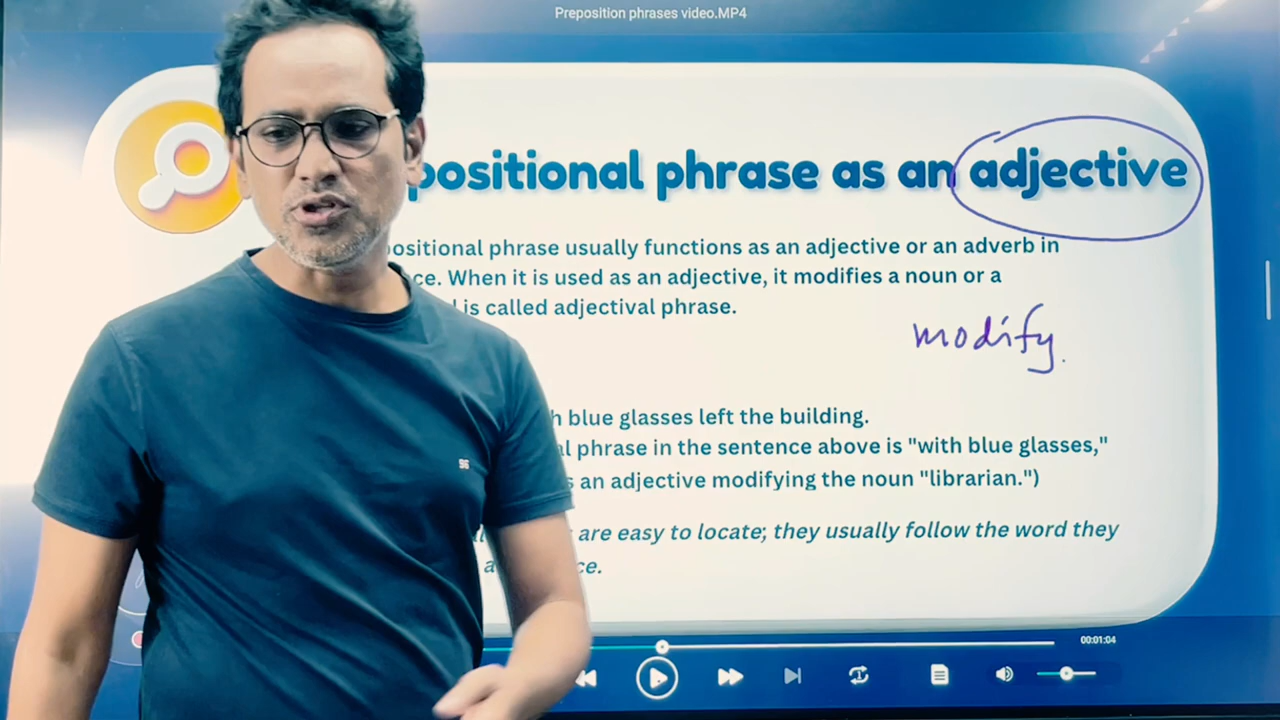 Preposition phrases video.MP4
positional phrase as an adjective
positional phrase usually functions as an adjective or an adverb in
ce. When it is used as an adjective, it modifies a noun or a
is called adjectival phrase.
modify.
h blue glasses left the building.
phrase in the sentence above is "with blue glasses,"
an adjective modifying the noun "librarian.")
are easy to locate; they usually follow the word they
ce.
00:01:04